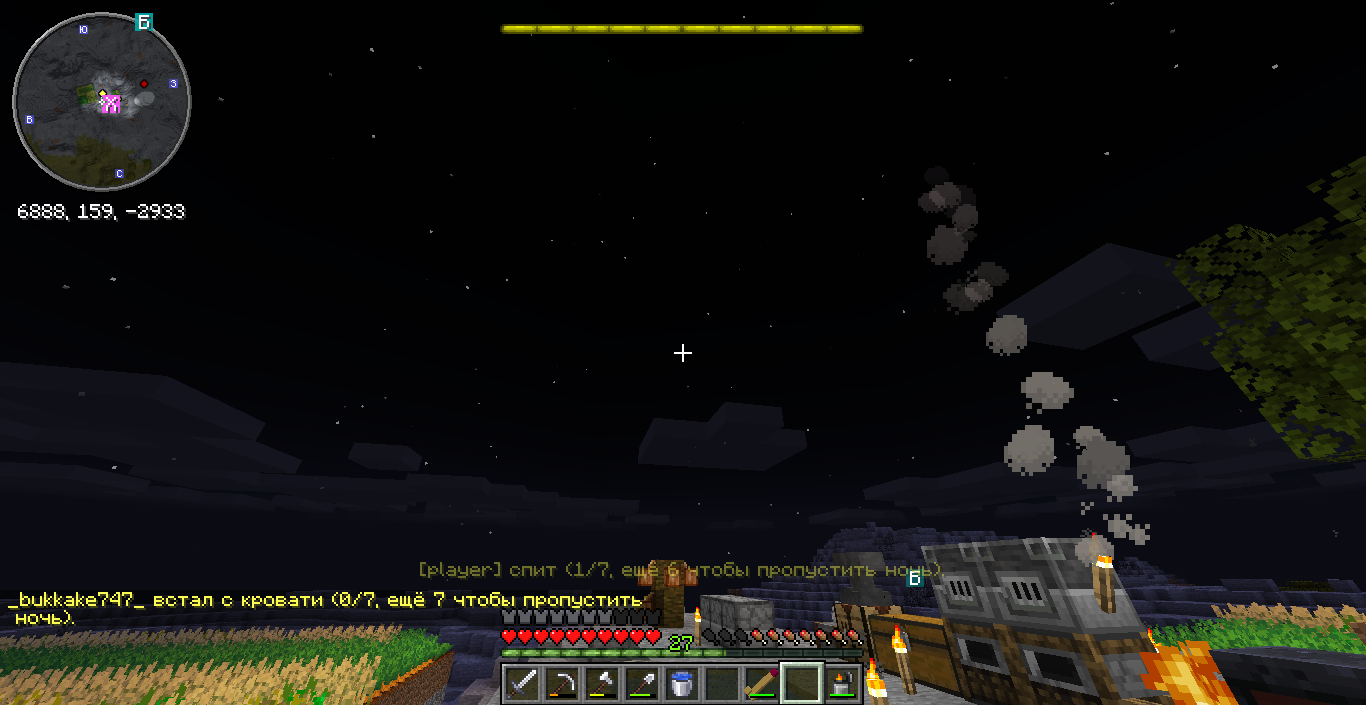 Б
Ю
З
В
С
6888, 159, -2933
[player] спит (1/7, ещё 6 чтобы пропустить ночь).
Б
_bukkake747_ встал с кровати (0/7, ещё 7 чтобы пропустить
ночь).
27